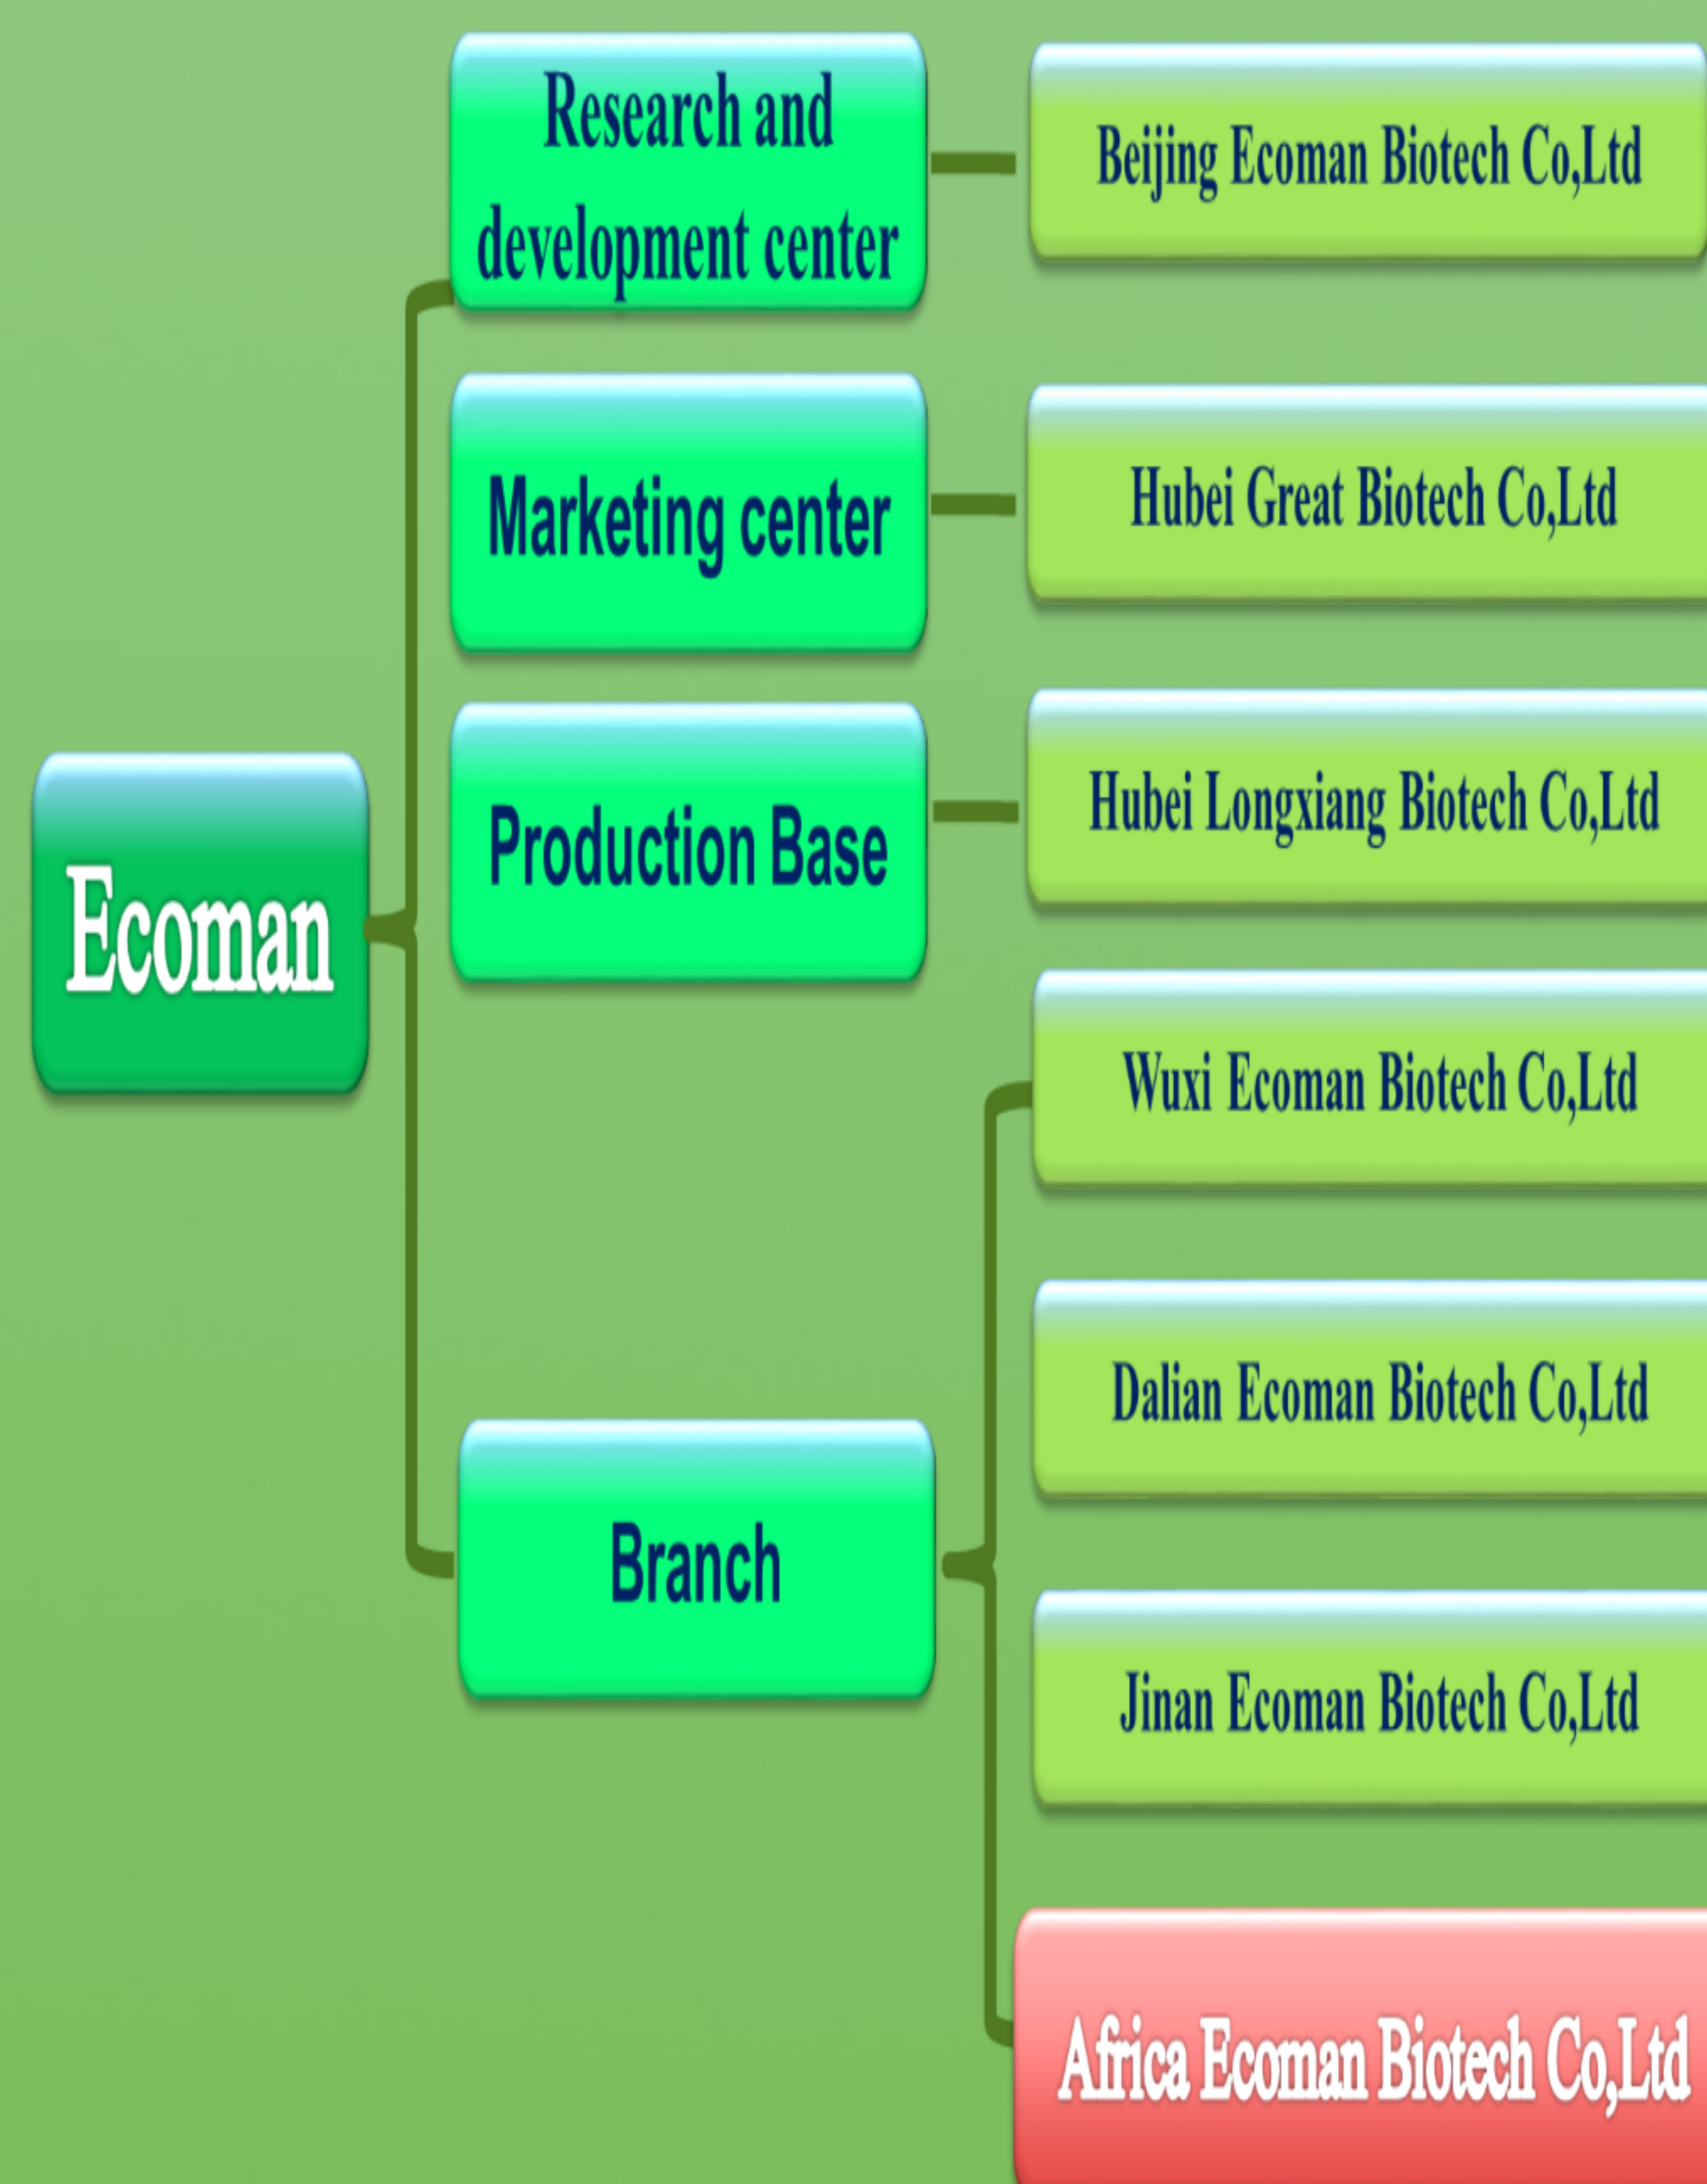 Research and
development center
Beijing Ecoman Biotech Co,Ltd
Marketing center
Hubei Great Biotech Co,Ltd
Production Base
Hubei Longxiang Biotech Co,Ltd
Ecoman
Wuxi Ecoman Biotech Co,Ltd
Dalian Ecoman Biotech Co,Ltd
Branch
Jinan Ecoman Biotech Co,Ltd
Africa Ecoman Biotech Co,Ltd